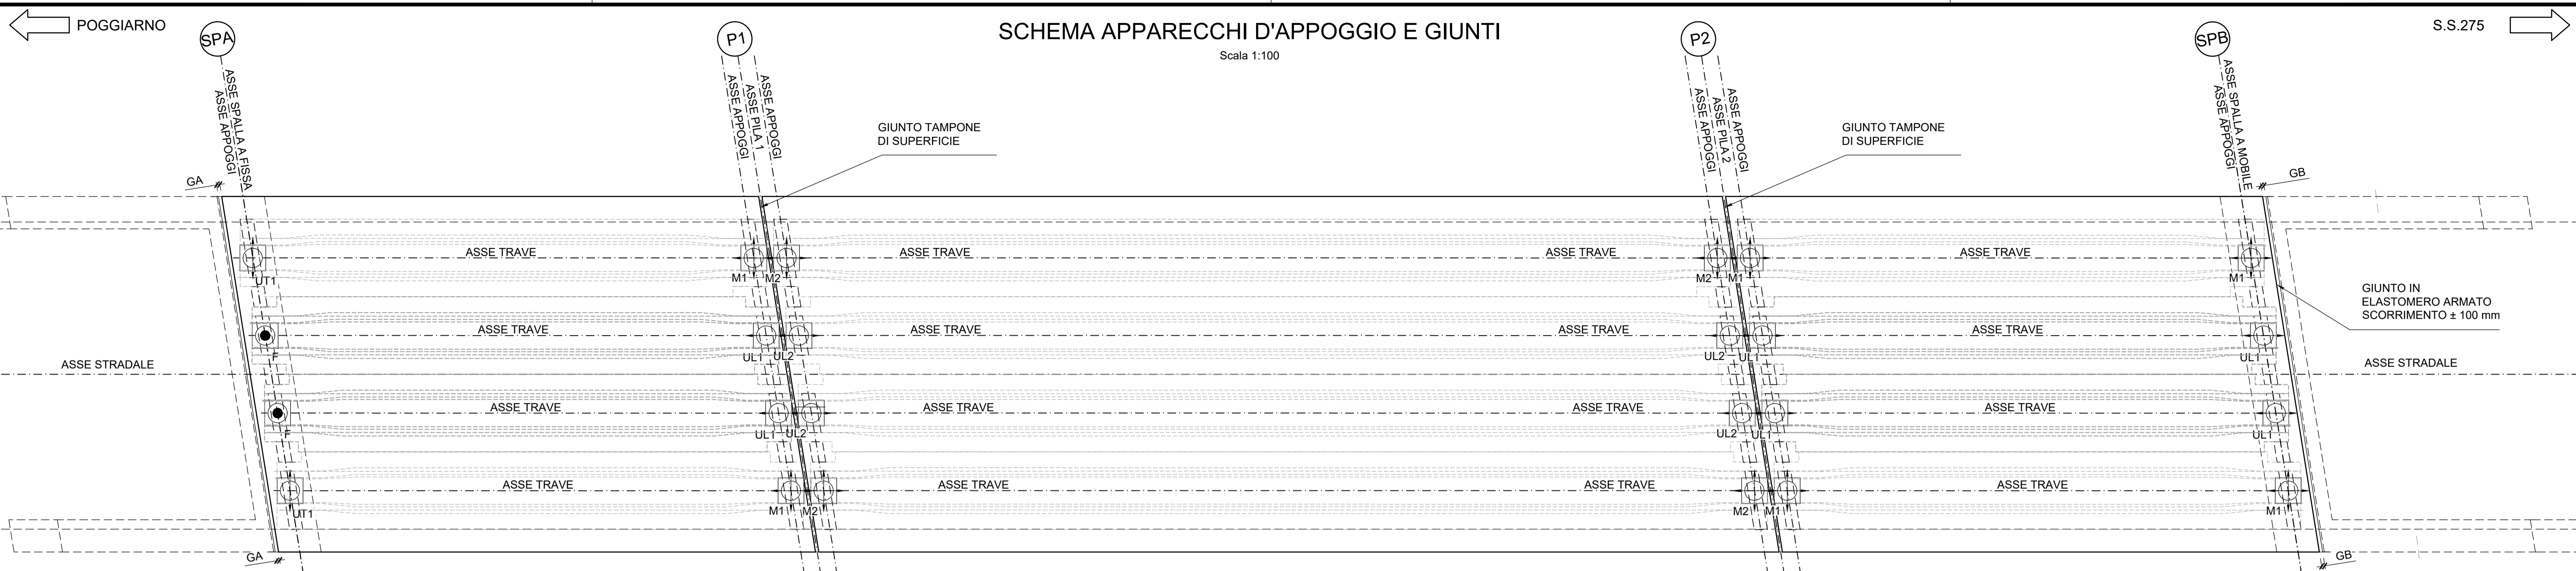 POGGIARNO
SPA
P1
SCHEMA APPARECCHI D'APPOGGIO E GIUNTI
Scala 1:100
P2
SPB
S.S.275
ASSE SPALLA A FISSA
ASSE APPOGGI
ASSE APPOGGI
ASSE PILA 1
ASSE APPOGGI
GIUNTO TAMPONE
DI SUPERFICIE
ASSE APPOGGI
ASSE PILA 2
ASSE APPOGGI
GIUNTO TAMPONE
DI SUPERFICIE
ASSE SPALLA A MOBILE
ASSE APPOGGI
GA
GB
ASSE TRAVE
ASSE TRAVE
ASSE TRAVE
ASSE TRAVE
UT1
M1
M2
M2
M1
M1
GIUNTO IN
ELASTOMERO ARMATO
SCORRIMENTO ± 100 mm
ASSE TRAVE
ASSE TRAVE
ASSE TRAVE
ASSE TRAVE
F
UL1
UL2
UL2
UL1
UL1
ASSE STRADALE
ASSE STRADALE
ASSE TRAVE
ASSE TRAVE
ASSE TRAVE
ASSE TRAVE
F
UL1
UL2
UL2
UL1
UL1
ASSE TRAVE
ASSE TRAVE
ASSE TRAVE
ASSE TRAVE
UT1
M1
M2
M2
M1
M1
GA
GB